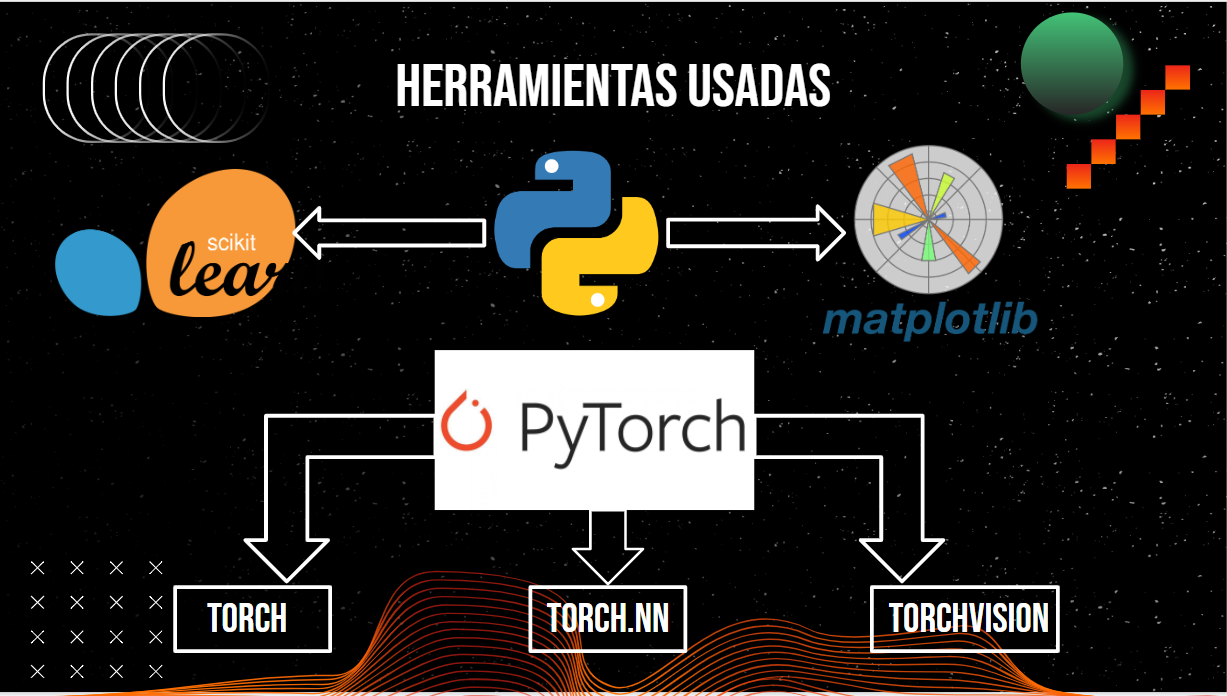 HERRAMIENTAS USADAS
scikit
lear
matplotlib
PyTorch
TORCH
TORCH.NN
TORCHVISION